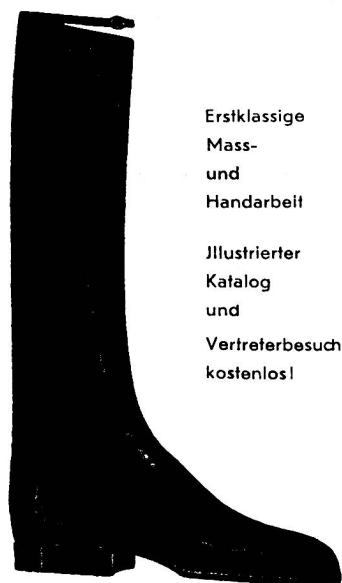 Erstklassige
Mass-
und
Handarbeit
Jllustrierter
Katalog
und
Vertreterbesuch
kostenlos!